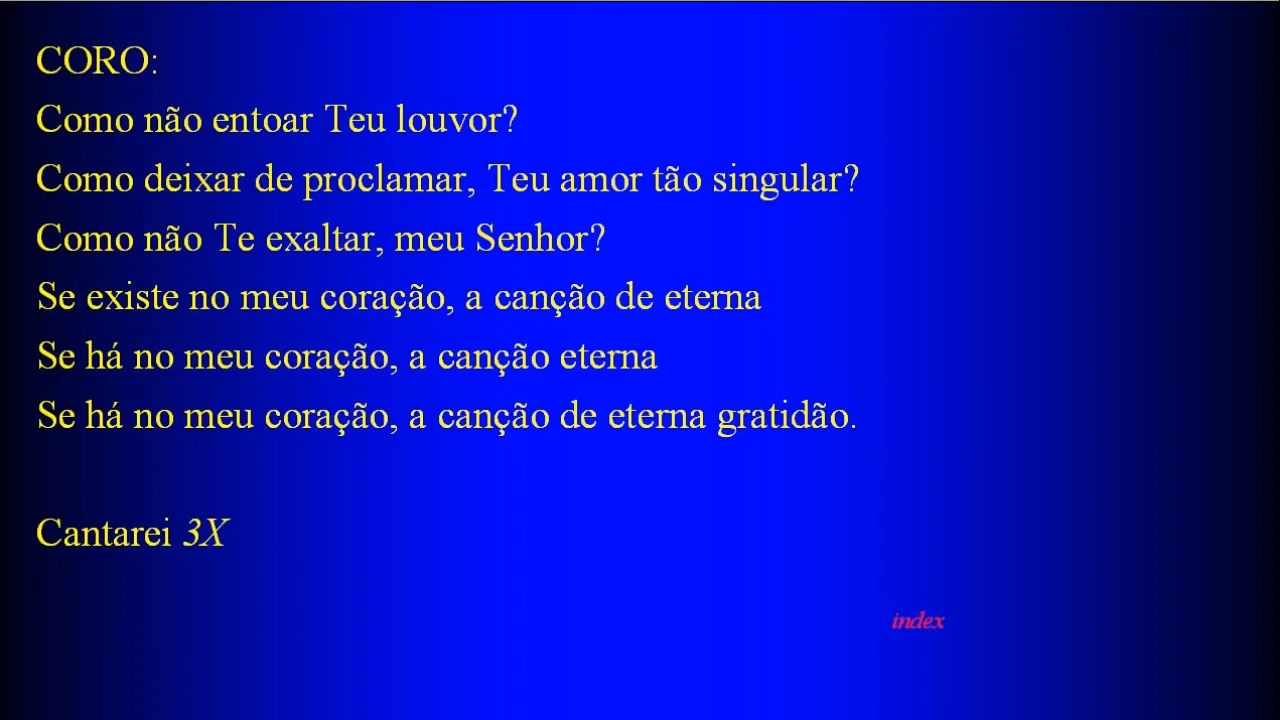 CORO:
Como não entoar Teu louvor?
Como deixar de proclamar, Teu amor tão singular?
Como não Te exaltar, meu Senhor?
Se existe no meu coração, a canção de eterna
Se há no meu coração, a canção eterna
Se há no meu coração, a canção de eterna gratidão.
Cantarei 3X
index